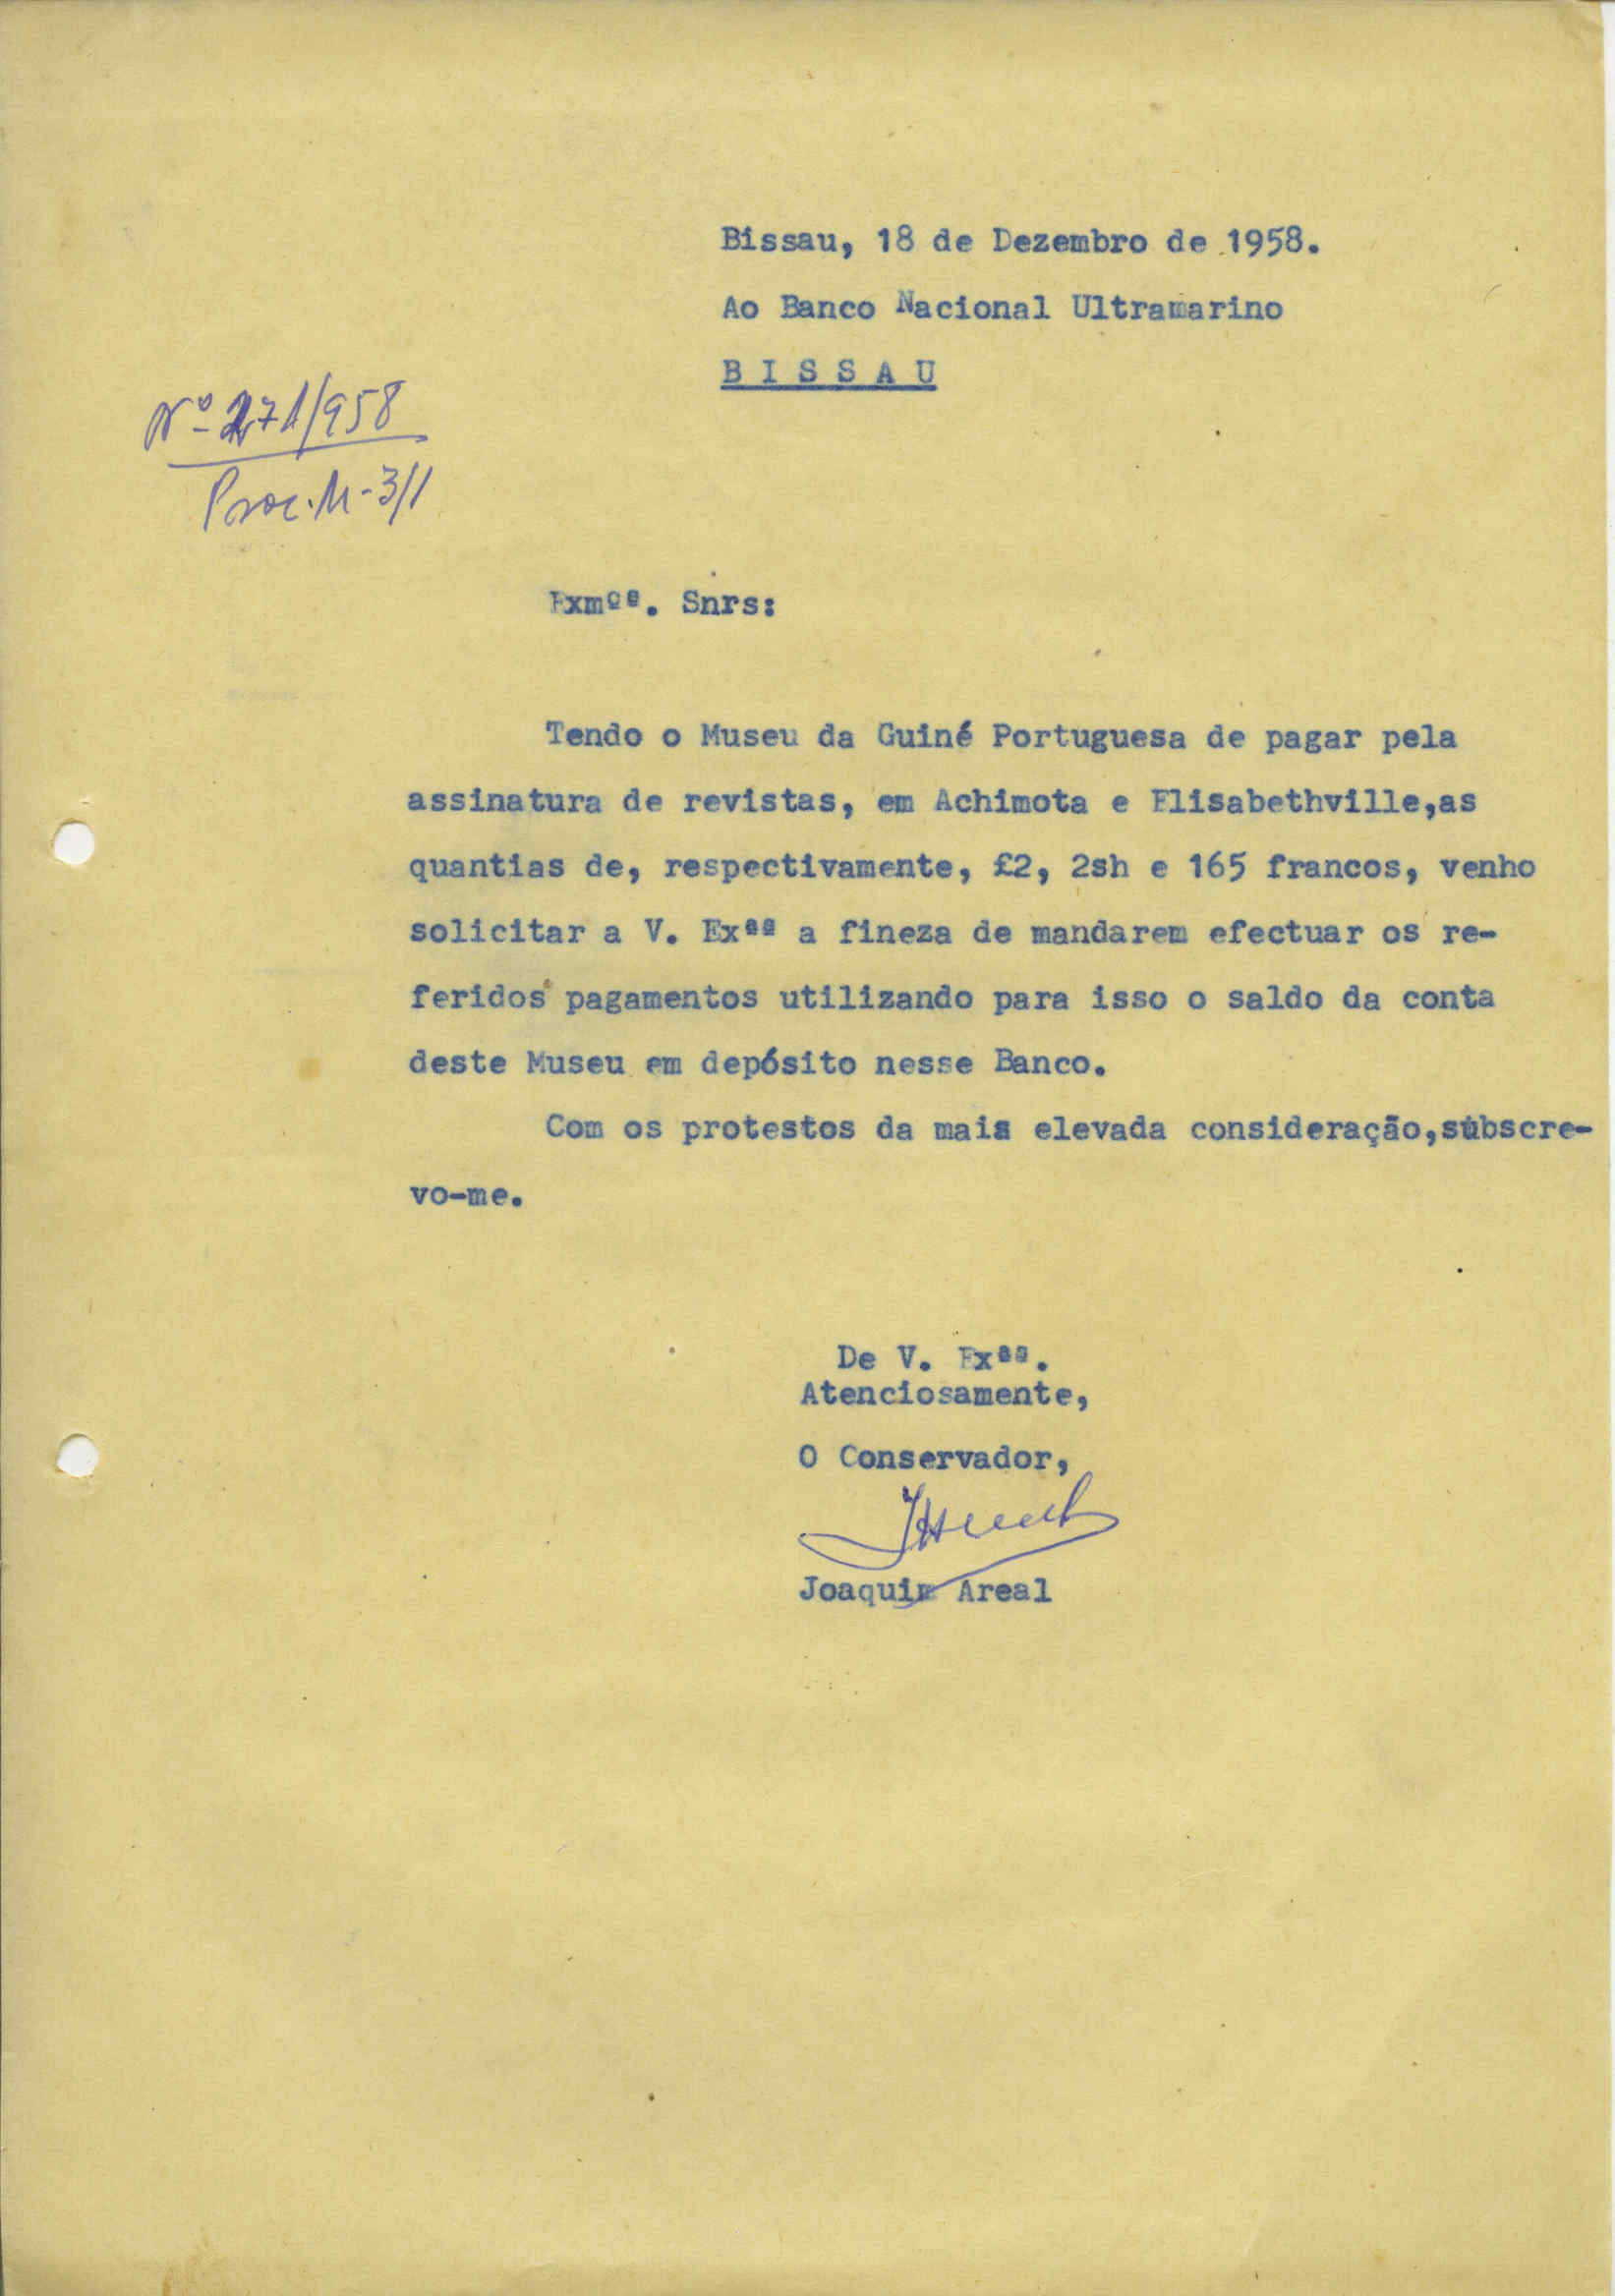 Bissau, 18 de Dezembro de 1958.
Ao Banco Nacional Ultramarino
B I S S A U
Nº 271/958
Proc. M-3/1
Exmºs. Snrs:
Tendo o Museu da Guiné Portuguesa de pagar pela
assinatura de revistas, em Achimota e Elisabethville,as
quantias de, respectivamente, £2, 2sh e 165 francos, venho
solicitar a V. Exªs a fineza de mandarem efectuar os re-
feridos pagamentos utilizando para isso o saldo da conta
deste Museu em depósito nesse Banco.
Com os protestos da mais elevada consideração,subscre-
vo-me.
De V. Exªs.
Atenciosamente,
O Conservador,
Joaquim Areal